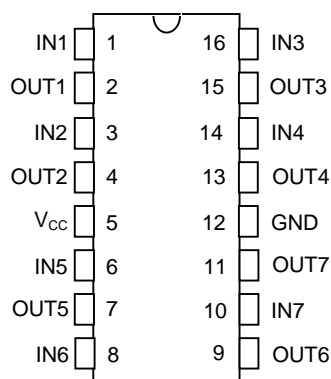 IN1 1 16 IN3
OUT1 2 15 OUT3
IN2 3 14 IN4
OUT2 4 13 OUT4
VCC 5 12 GND
IN5 6 11 OUT7
OUT5 7 10 IN7
IN6 8 9 OUT6